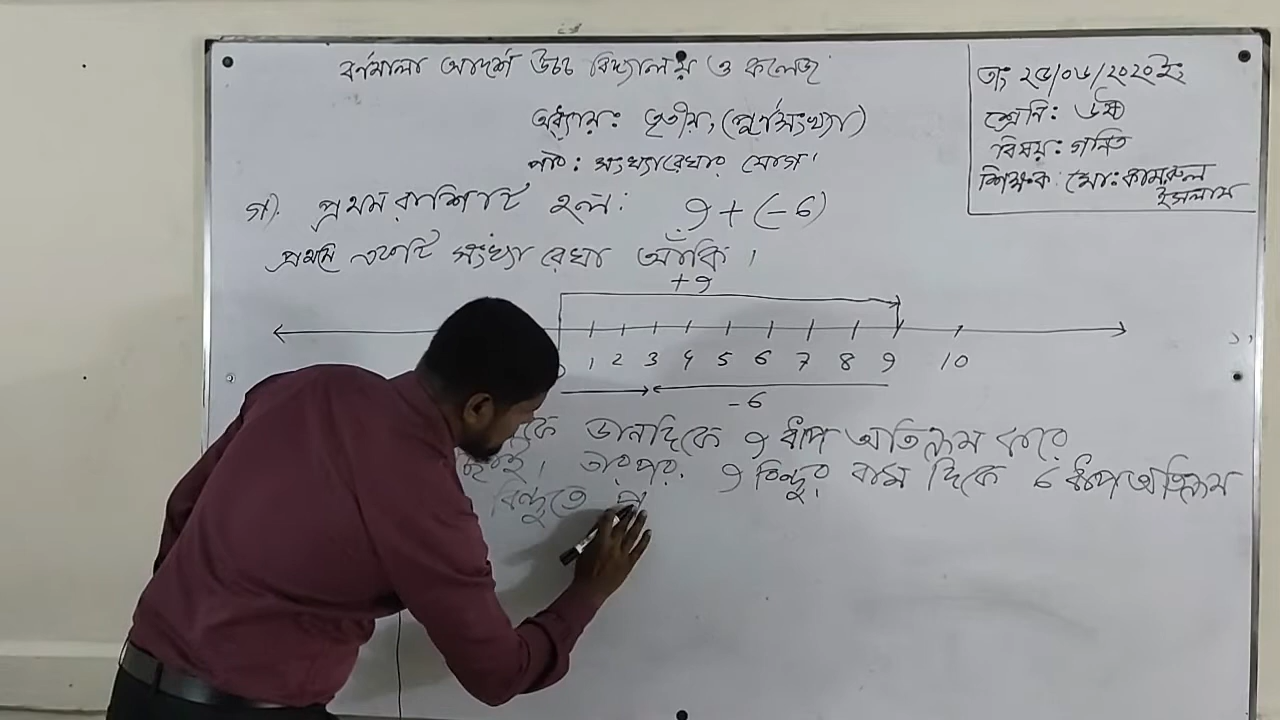 বর্ণমালা আদর্শ উচ্চ বিদ্যালয় ও কলেজ
অধ্যায়: তৃতীয়, (পূর্ণসংখ্যা)
পাঠ: সংখ্যারেখার যোগ।
তাং ২৫/০৬/২০২০ইং
শ্রেনি: ৬ষ্ঠ
বিষয়: গনিত
শিক্ষক: মো: কামরুল
ইসলাম
গ). প্রথম রাশিটি হল: 9+(-6)
প্রথমে একটি সংখ্যা রেখা আঁকি।
+9
1 2 3 4 5 6 7 8 9 10
-6
ডানদিকে 9 ধাপ অতিক্রম করে
তারপর 9 বিন্দুর বাম দিকে 6 ধাপ অতিক্রম
বিন্দুতে